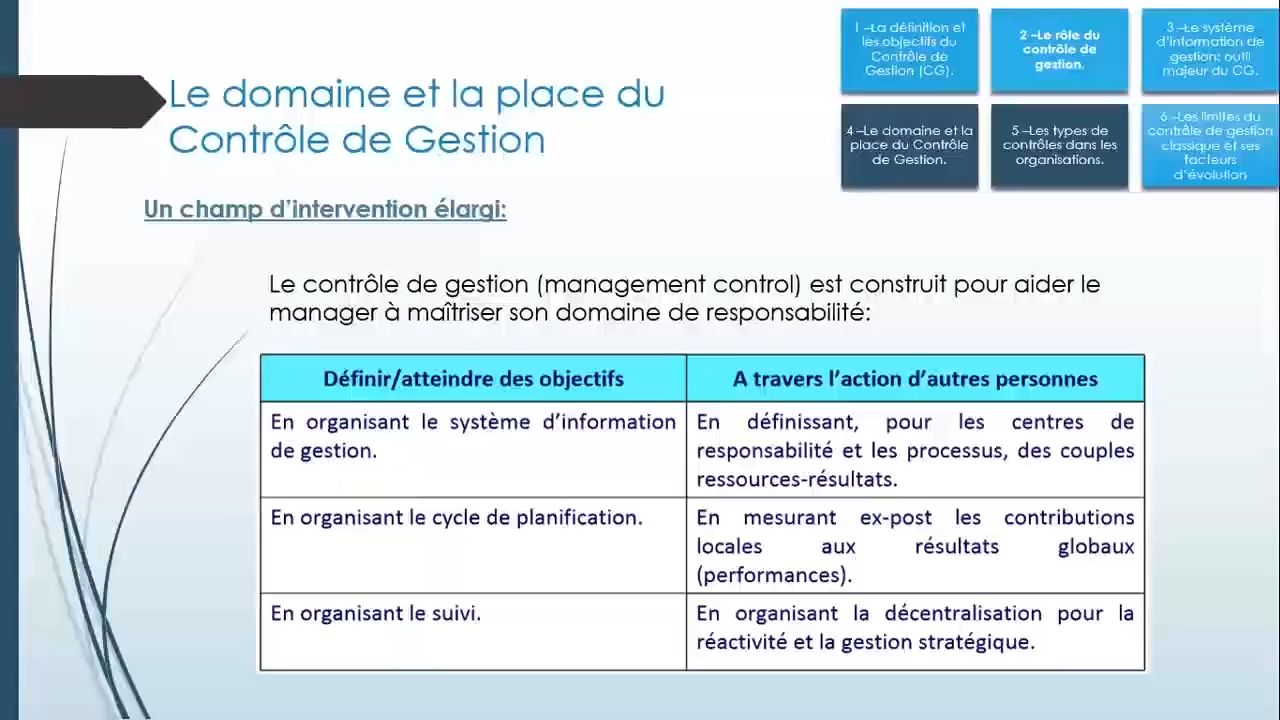 1 –La définition et
les objectifs du
Contrôle de
Gestion (CG).
2 –Le rôle du
contrôle de
gestion.
3 –Le système
d'information de
gestion: outil
majeur du CG.
4 –Le domaine et la
place du Contrôle
de Gestion.
5 –Les types de
contrôles dans les
organisations.
6 –Les limites du
contrôle de gestion
classique et ses
facteurs
d'évolution
Le domaine et la place du
Contrôle de Gestion
Un champ d'intervention élargi:
Le contrôle de gestion (management control) est construit pour aider le
manager à maîtriser son domaine de responsabilité:
Définir/atteindre des objectifs
A travers l'action d'autres personnes
En organisant le système d'information
de gestion.
En définissant, pour les centres de
responsabilité et les processus, des couples
ressources-résultats.
En organisant le cycle de planification.
En mesurant ex-post les contributions
locales aux résultats globaux
(performances).
En organisant le suivi.
En organisant la décentralisation pour la
réactivité et la gestion stratégique.